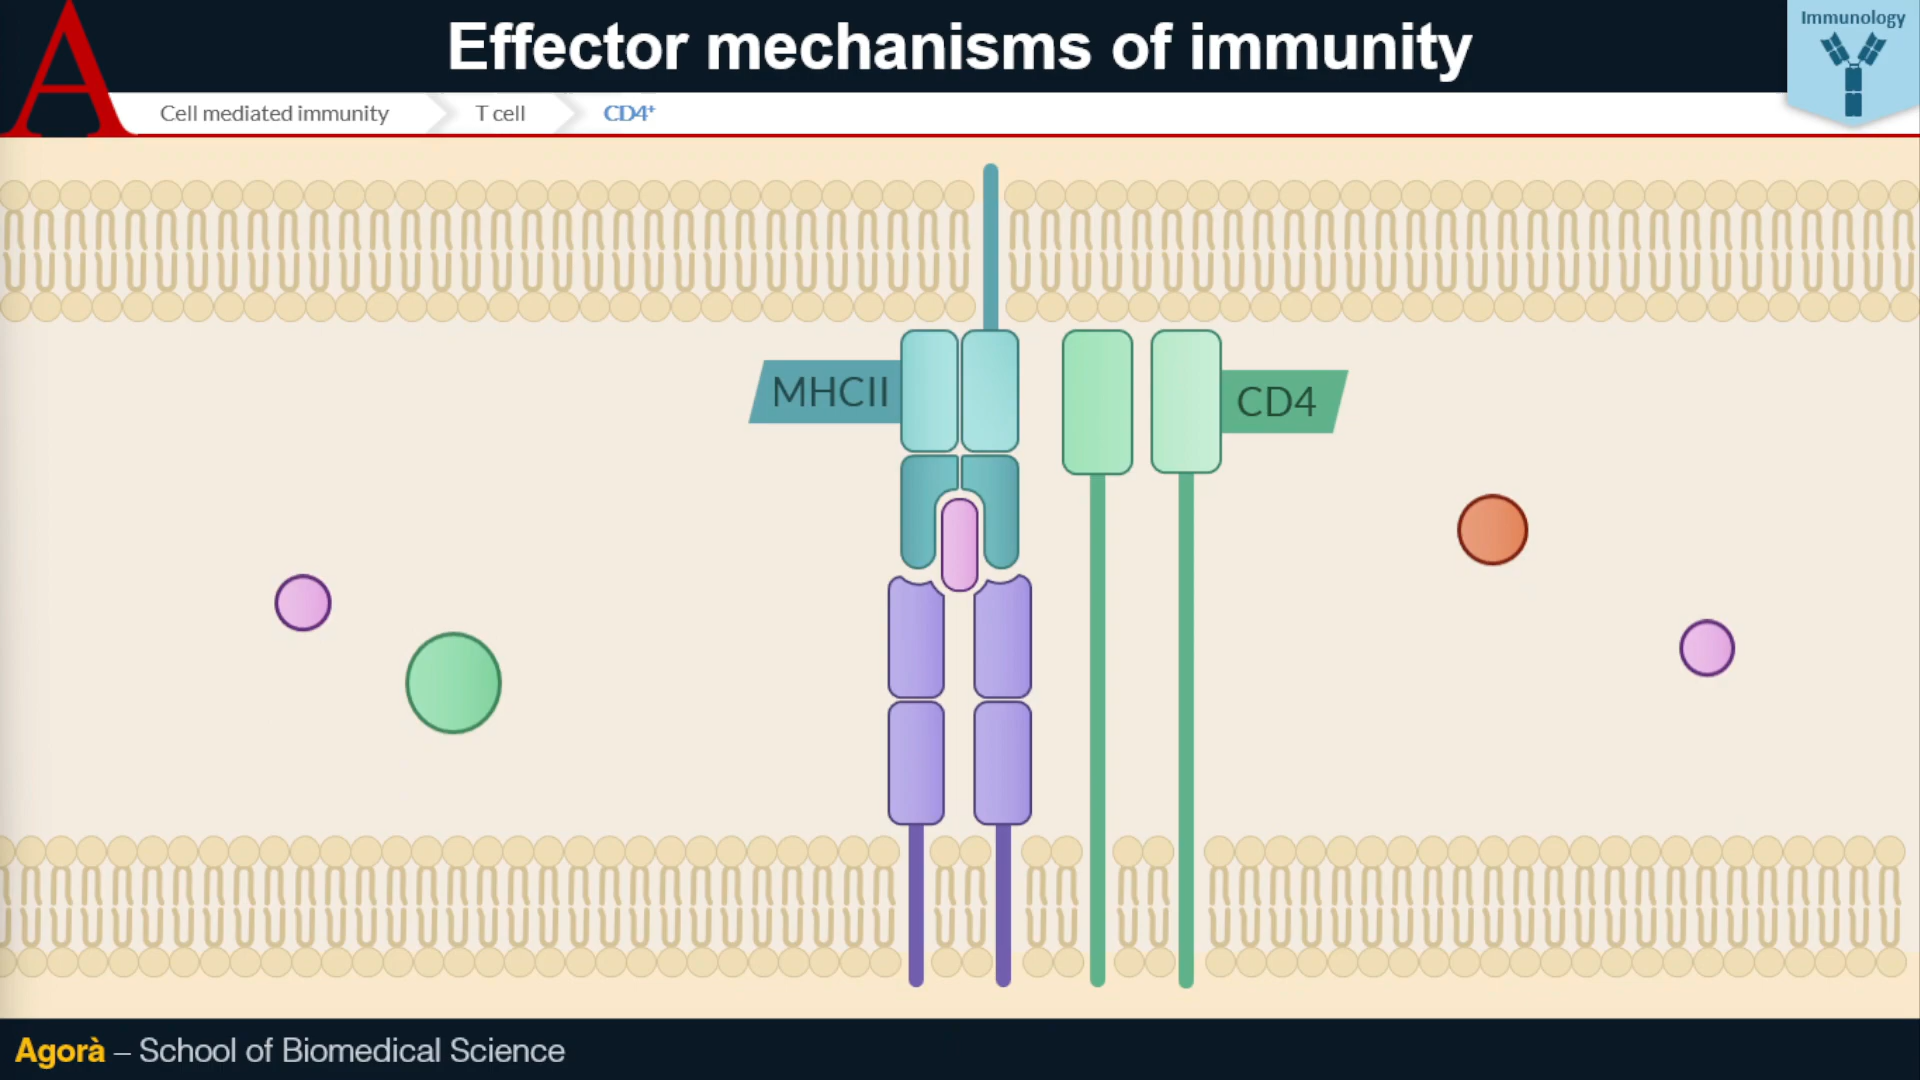 Effector mechanisms of immunity
Immunology
A
Cell mediated immunity
T cell
CD4⁺
MHCII
CD4
Agorà – School of Biomedical Science